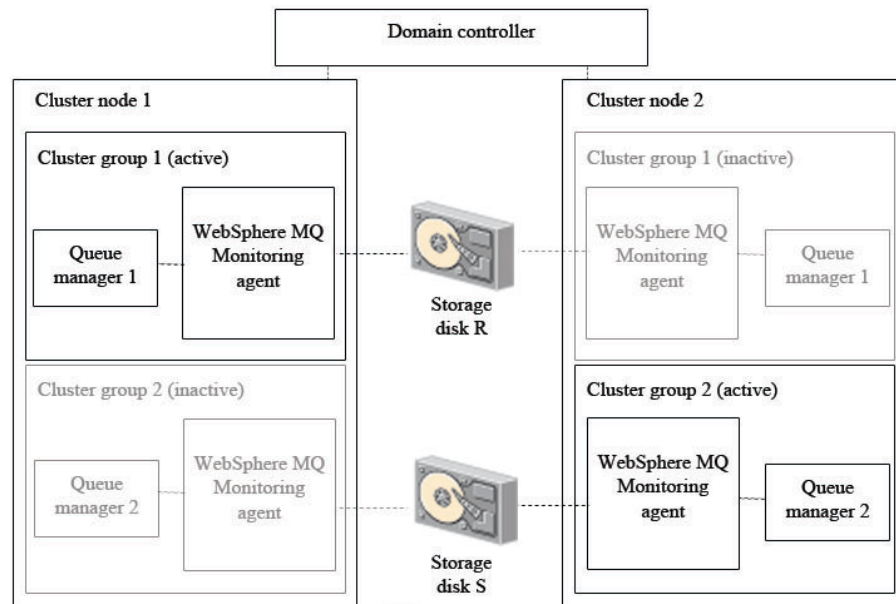 Domain controller
Cluster node 1
Cluster group 1 (active)
Queue
manager 1
WebSphere MQ
Monitoring
agent
Cluster group 2 (inactive)
Queue
manager 2
WebSphere MQ
Monitoring
agent
Storage
disk R
Storage
disk S
Cluster node 2
Cluster group 1 (inactive)
WebSphere MQ
Monitoring
agent
Queue
manager 1
Cluster group 2 (active)
WebSphere MQ
Monitoring
agent
Queue
manager 2